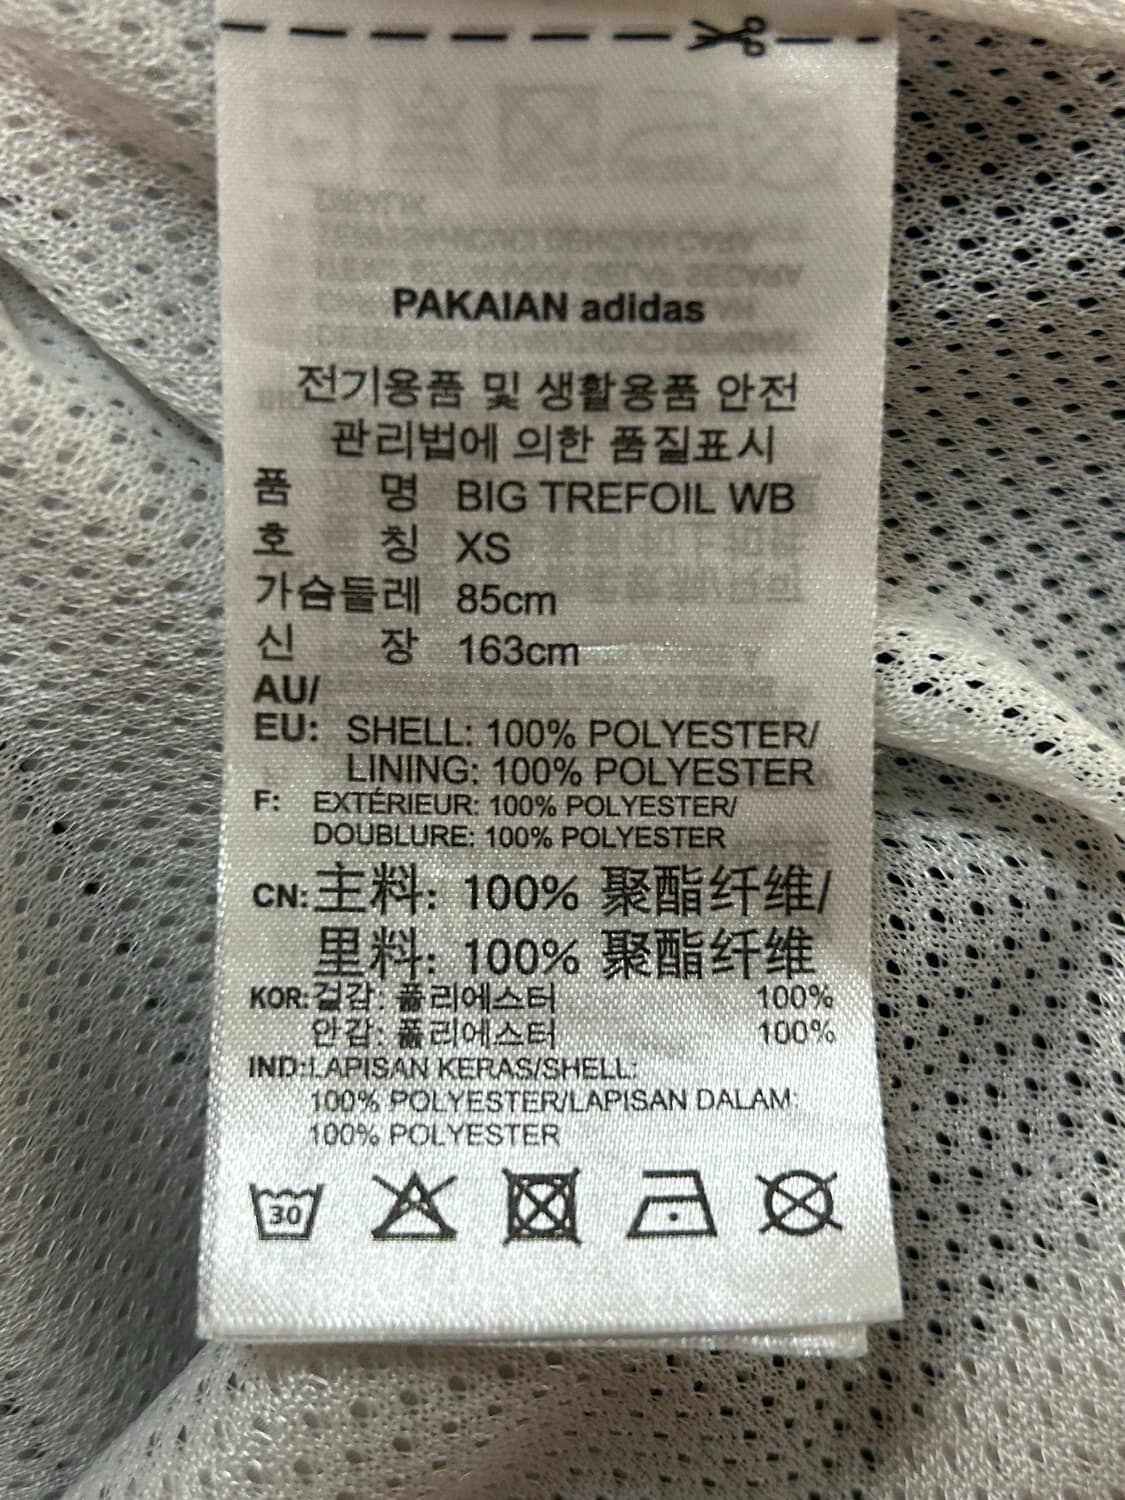 PAKAIAN adidas
전기용품 및 생활용품 안전
관리법에 의한 품질표시
품 명 BIG TREFOIL WB
호 칭 XS
가슴둘레 85cm
신 장 163cm
AU/
EU: SHELL: 100% POLYESTER/
LINING: 100% POLYESTER
F: EXTÉRIEUR: 100% POLYESTER/
DOUBLURE: 100% POLYESTER
CN: 主料: 100% 聚酯纤维/
里料: 100% 聚酯纤维
KOR: 겉감: 폴리에스터 100%
안감: 폴리에스터 100%
IND: LAPISAN KERAS/SHELL:
100% POLYESTER/LAPISAN DALAM:
100% POLYESTER
30